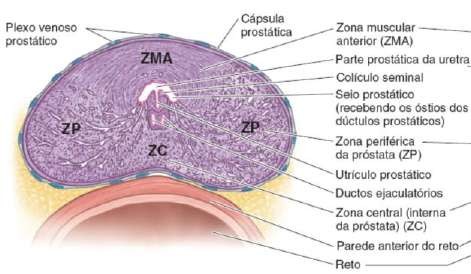 Plexo venoso
prostático
Cápsula
prostática
ZMA
ZP
ZP
ZC
Zona muscular
anterior (ZMA)
Parte prostática da uretra
Colículo seminal
Seio prostático
(recebendo os óstios dos
dúctulos prostáticos)
Zona periférica
da próstata (ZP)
Utrículo prostático
Ductos ejaculatórios
Zona central (interna
da próstata) (ZC)
Parede anterior do reto
Reto